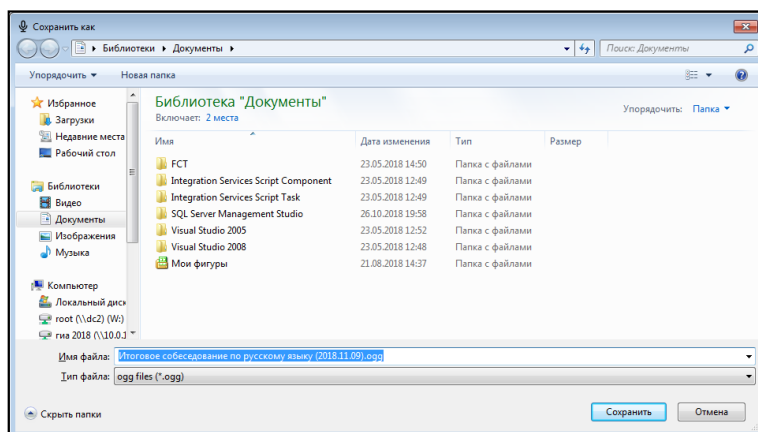 Сохранить как
Библиотеки ▸ Документы ▸
Поиск: Документы
Упорядочить
Новая папка
Избранное
Загрузки
Недавние места
Рабочий стол
Библиотеки
Видео
Документы
Изображения
Музыка
Компьютер
Локальный диск
root (\\dc2) (W:)
гиа 2018 (\\10.0.1
Библиотека "Документы"
Включает: 2 места
Упорядочить: Папка
Имя Дата изменения Тип Размер
FCT 23.05.2018 14:50 Папка с файлами
Integration Services Script Component 23.05.2018 12:49 Папка с файлами
Integration Services Script Task 23.05.2018 12:49 Папка с файлами
SQL Server Management Studio 26.10.2018 19:58 Папка с файлами
Visual Studio 2005 23.05.2018 12:52 Папка с файлами
Visual Studio 2008 23.05.2018 12:48 Папка с файлами
Мои фигуры 21.08.2018 14:37 Папка с файлами
Имя файла: Итоговое собеседование по русскому языку (2018.11.09).ogg
Тип файла: ogg files (*.ogg)
Скрыть папки
Сохранить
Отмена